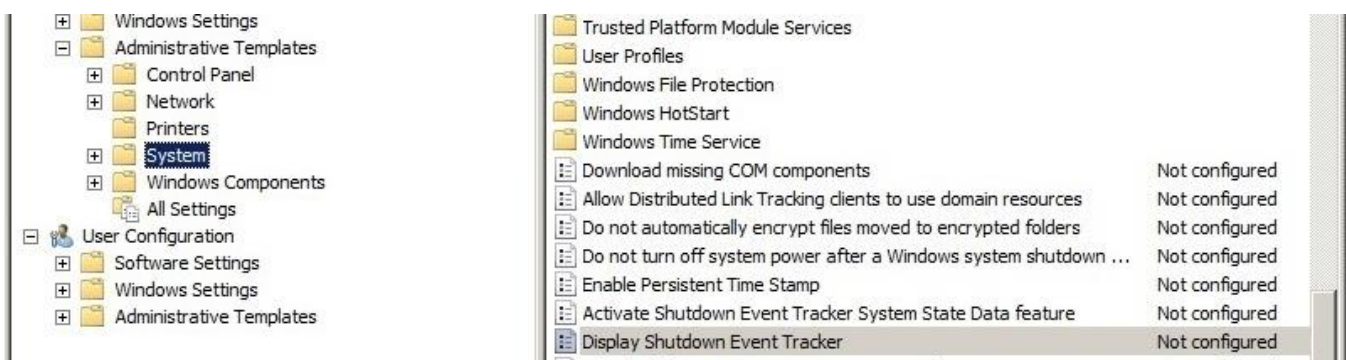 Windows Settings
Administrative Templates
Control Panel
Network
Printers
System
Windows Components
All Settings
User Configuration
Software Settings
Windows Settings
Administrative Templates
Trusted Platform Module Services
User Profiles
Windows File Protection
Windows HotStart
Windows Time Service
Download missing COM components Not configured
Allow Distributed Link Tracking clients to use domain resources Not configured
Do not automatically encrypt files moved to encrypted folders Not configured
Do not turn off system power after a Windows system shutdown ... Not configured
Enable Persistent Time Stamp Not configured
Activate Shutdown Event Tracker System State Data feature Not configured
Display Shutdown Event Tracker Not configured